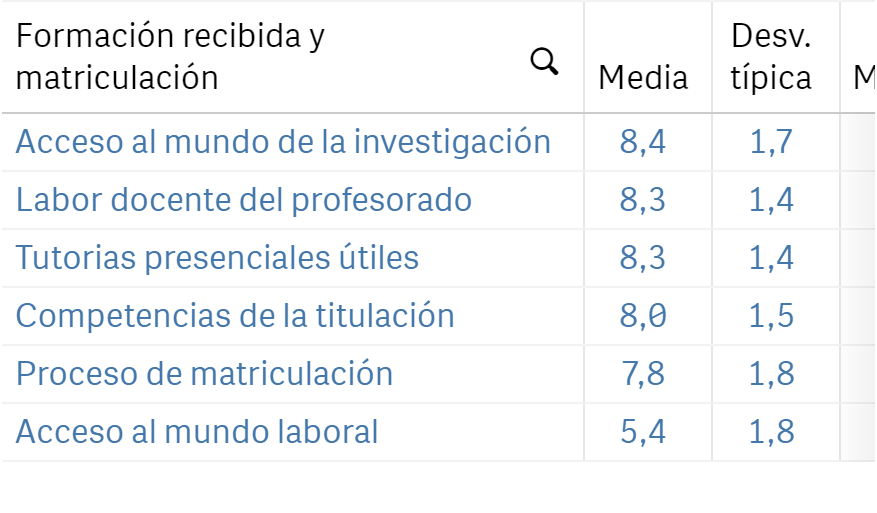 Formación recibida y
matriculación Media Desv.
típica M
Acceso al mundo de la investigación 8,4 1,7
Labor docente del profesorado 8,3 1,4
Tutorias presenciales útiles 8,3 1,4
Competencias de la titulación 8,0 1,5
Proceso de matriculación 7,8 1,8
Acceso al mundo laboral 5,4 1,8